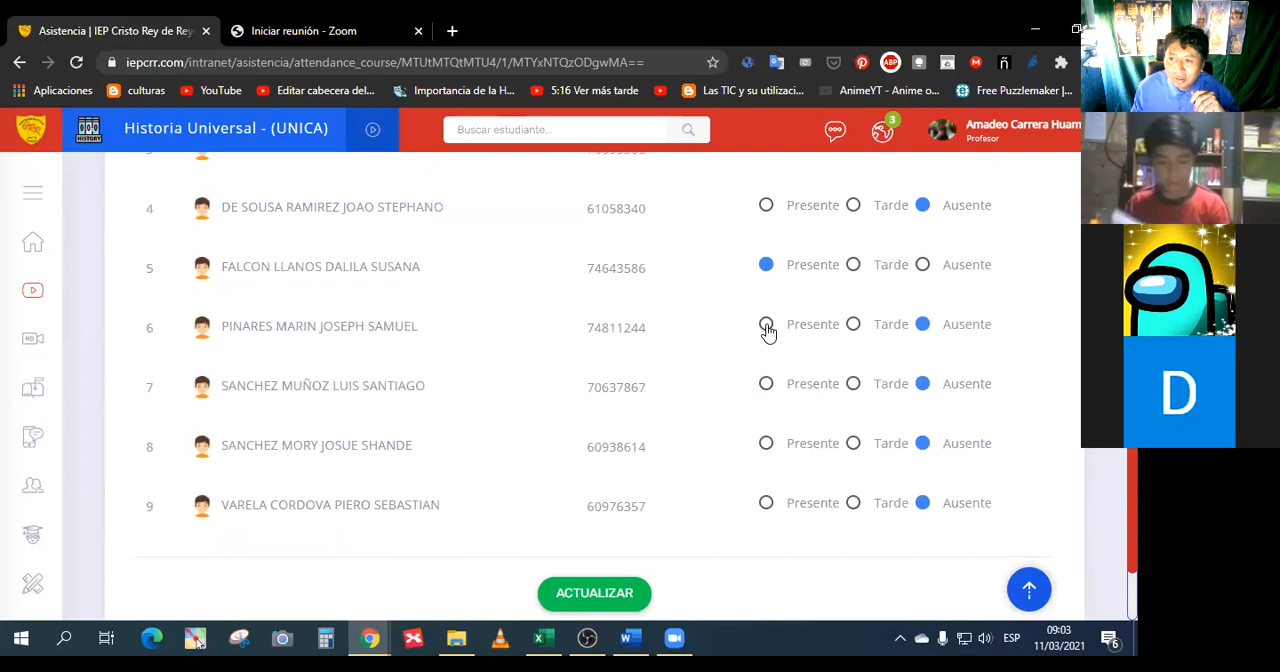 Asistencia | IEP Cristo Rey de Rey
Iniciar reunión - Zoom
iepcrr.com/intranet/asistencia/attendance_course/MTUtMTQtMTU4/1/MTYxNTQzODgwMA==
Aplicaciones
culturas
YouTube
Editar cabecera del...
Importancia de la H...
5:16 Ver más tarde
Las TIC y su utilizaci...
AnimeYT - Anime o...
Free Puzzlemaker |...
ABP
ñ
HISTORY
Historia Universal - (UNICA)
Buscar estudiante...
3
Amadeo Carrera Huam
Profesor
4 DE SOUSA RAMIREZ JOAO STEPHANO 61058340 Presente Tarde Ausente
5 FALCON LLANOS DALILA SUSANA 74643586 Presente Tarde Ausente
6 PINARES MARIN JOSEPH SAMUEL 74811244 Presente Tarde Ausente
7 SANCHEZ MUÑOZ LUIS SANTIAGO 70637867 Presente Tarde Ausente
8 SANCHEZ MORY JOSUE SHANDE 60938614 Presente Tarde Ausente
9 VARELA CORDOVA PIERO SEBASTIAN 60976357 Presente Tarde Ausente
ACTUALIZAR
HD
D
ESP
09:03
11/03/2021
6